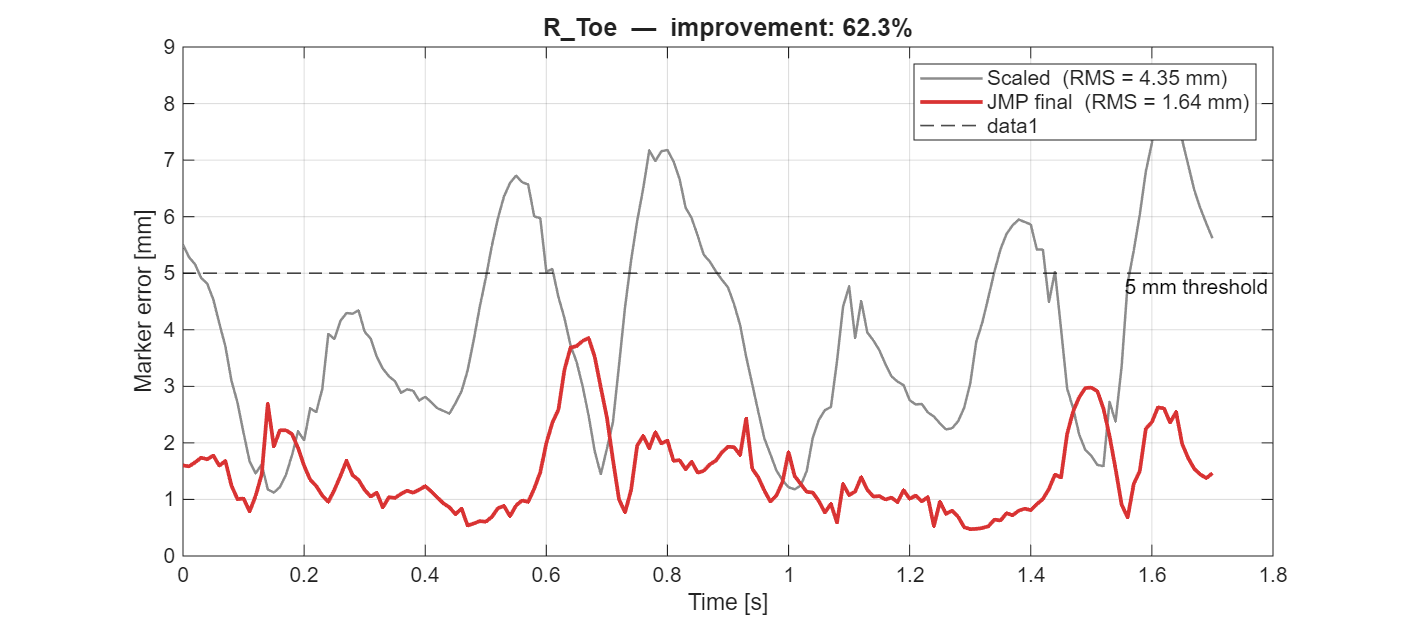 R_Toe — improvement: 62.3%
Scaled (RMS = 4.35 mm)
JMP final (RMS = 1.64 mm)
data1
5 mm threshold
Marker error [mm]
9
8
7
6
5
4
3
2
1
0
0 0.2 0.4 0.6 0.8 1 1.2 1.4 1.6 1.8
Time [s]